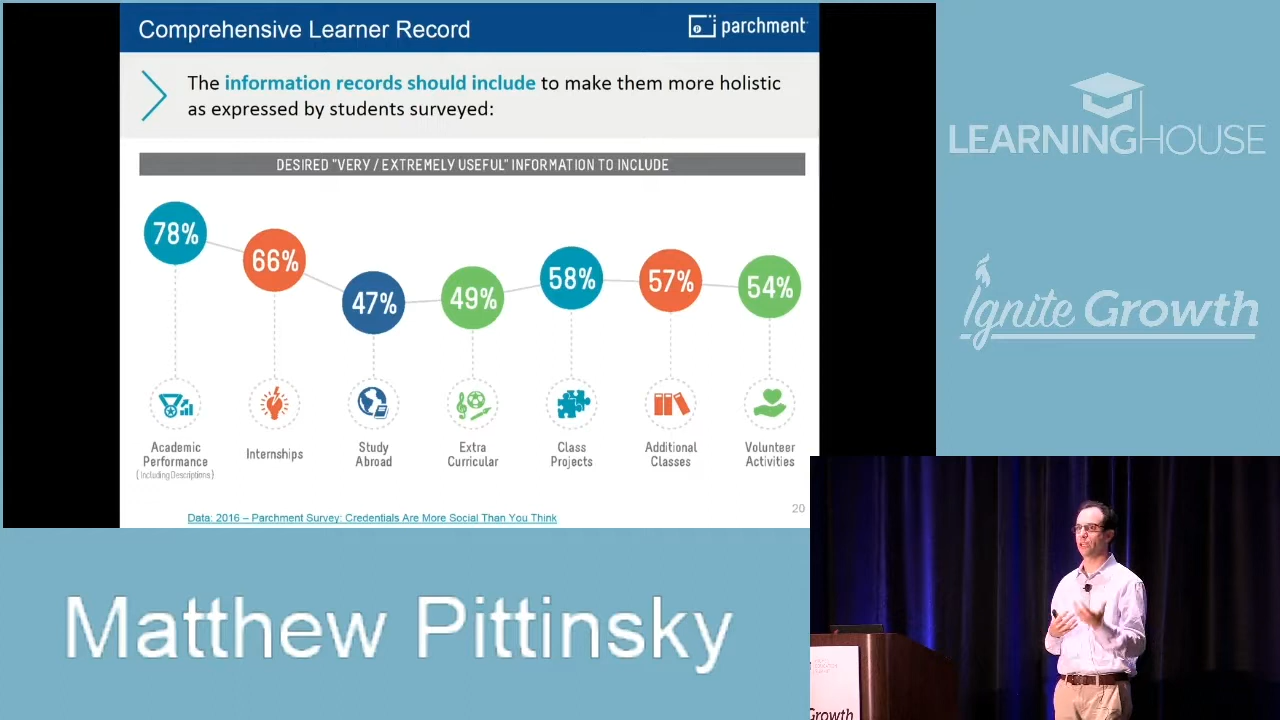 Comprehensive Learner Record
parchment
The information records should include to make them more holistic
as expressed by students surveyed:
DESIRED "VERY / EXTREMELY USEFUL" INFORMATION TO INCLUDE
78%
66%
47%
49%
58%
57%
54%
Academic
Performance
(Including Descriptions)
Internships
Study
Abroad
Extra
Curricular
Class
Projects
Additional
Classes
Volunteer
Activities
Data: 2016 – Parchment Survey: Credentials Are More Social Than You Think
20
LEARNINGHOUSE
Ignite Growth
Matthew Pittinsky
Growth